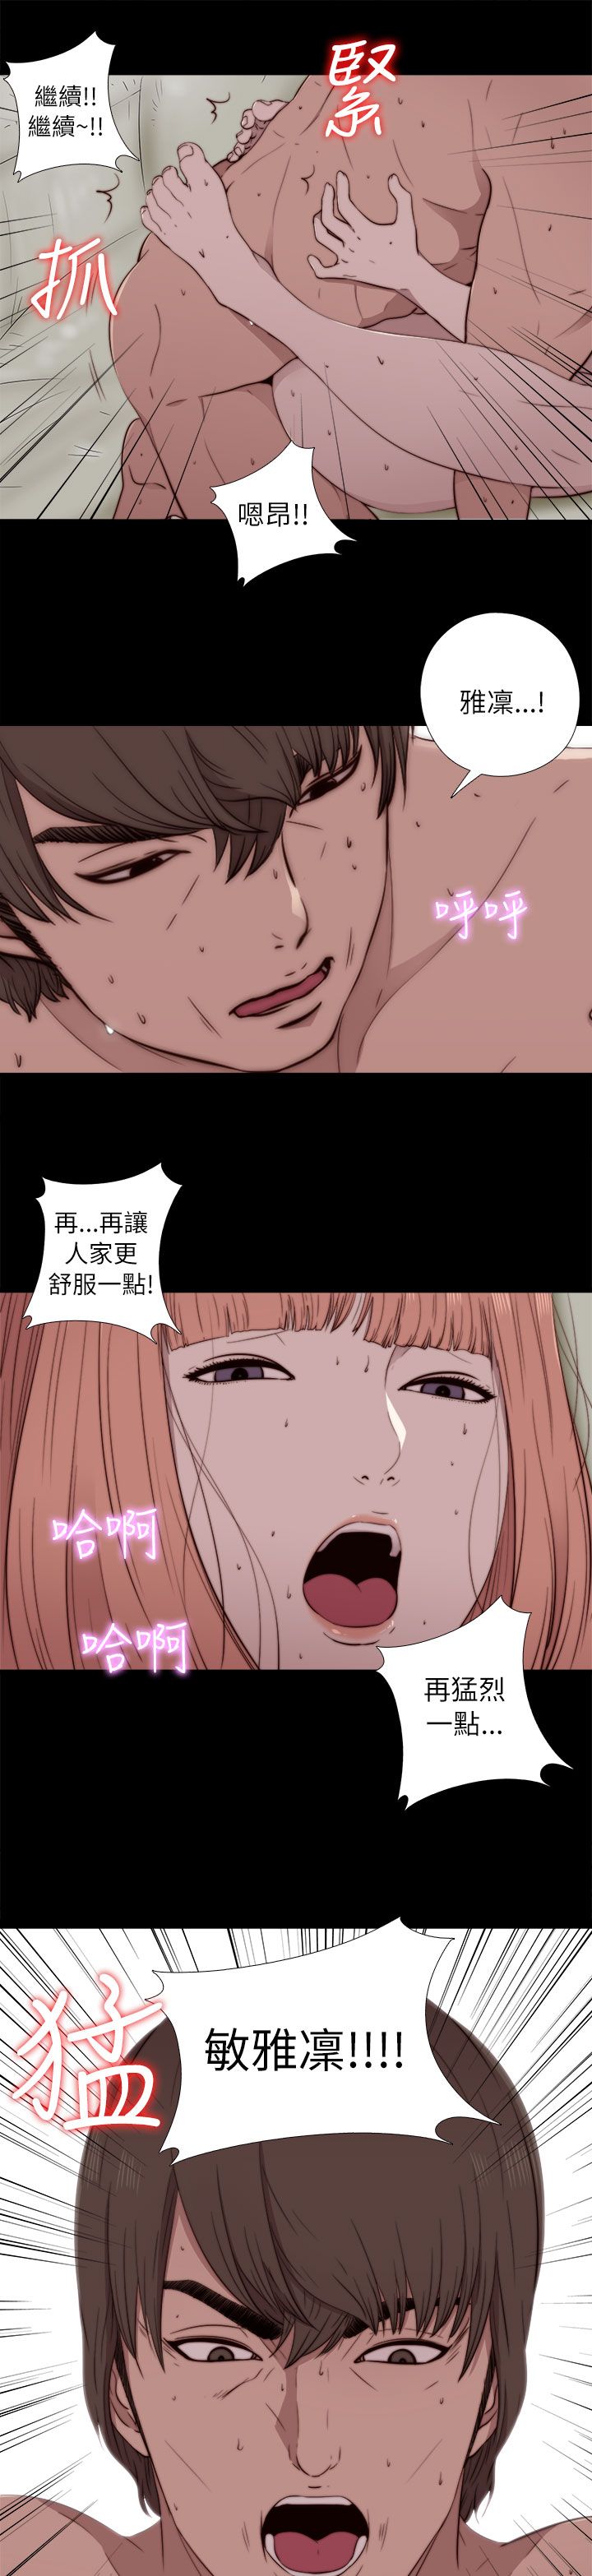 緊
繼續!!
繼續~!!
抓
嗯昂!!
雅凜...!
呼呼
再...再讓
人家更
舒服一點!
哈啊
哈啊
再猛烈
一點...
敏雅凜!!!!
猛